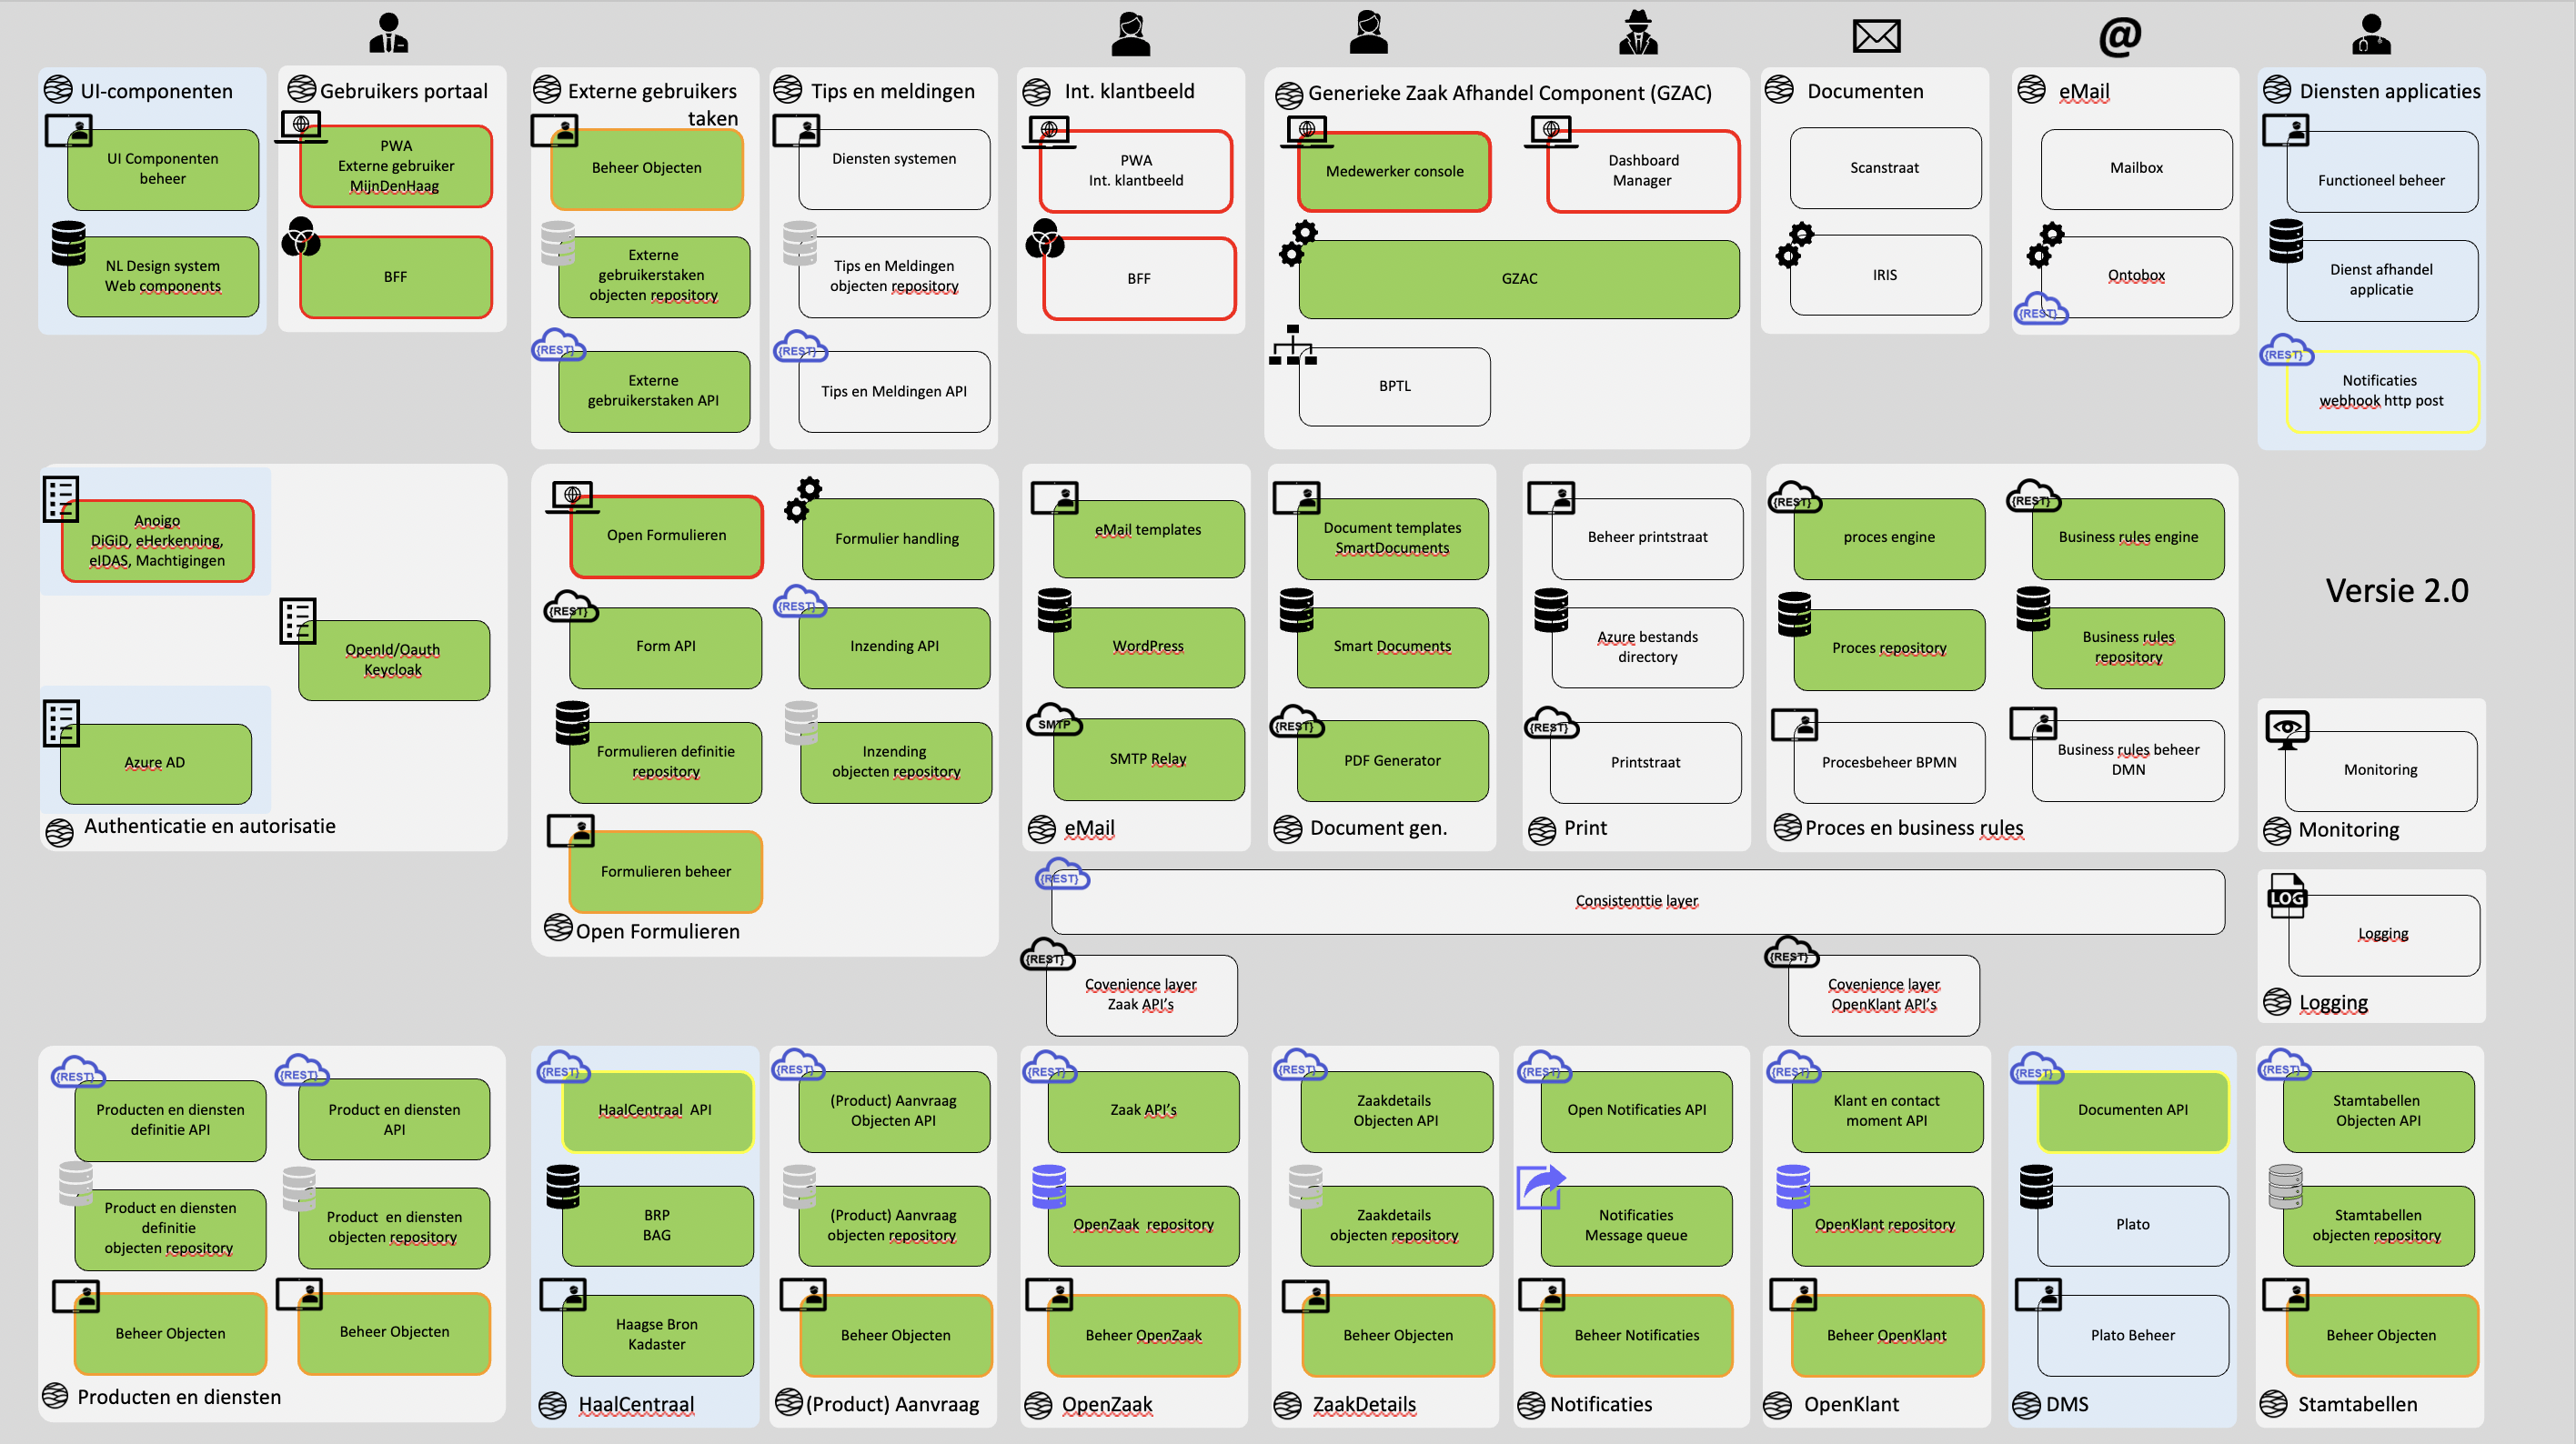 @
UI-componenten
UI Componenten
beheer
NL Design system
Web components
Gebruikers portaal
PWA
Externe gebruiker
MijnDenHaag
BFF
Externe gebruikers
taken
Beheer Objecten
Externe
gebruikerstaken
objecten repository
{REST}
Externe
gebruikerstaken API
Tips en meldingen
Diensten systemen
Tips en Meldingen
objecten repository
{REST}
Tips en Meldingen API
Int. klantbeeld
PWA
Int. klantbeeld
BFF
Generieke Zaak Afhandel Component (GZAC)
Medewerker console
Dashboard
Manager
GZAC
BPTL
Documenten
Scanstraat
IRIS
eMail
Mailbox
Ontobox
{REST}
Diensten applicaties
Functioneel beheer
Dienst afhandel
applicatie
{REST}
Notificaties
webhook http post
Anoigo
DiGiD, eHerkenning,
eIDAS, Machtigingen
OpenId/Oauth
Keycloak
Azure AD
Authenticatie en autorisatie
Open Formulieren
Formulier handling
{REST}
Form API
{REST}
Inzending API
Formulieren definitie
repository
Inzending
objecten repository
Formulieren beheer
Open Formulieren
eMail templates
WordPress
SMTP
SMTP Relay
eMail
Document templates
SmartDocuments
Smart Documents
{REST}
PDF Generator
Document gen.
Beheer printstraat
Azure bestands
directory
{REST}
Printstraat
Print
{REST}
proces engine
{REST}
Business rules engine
Proces repository
Business rules
repository
Procesbeheer BPMN
Business rules beheer
DMN
Proces en business rules
Versie 2.0
Monitoring
Monitoring
{REST}
Consistenttie layer
LOG
Logging
Logging
{REST}
Covenience layer
Zaak API’s
{REST}
Covenience layer
OpenKlant API’s
{REST}
Producten en diensten
definitie API
{REST}
Product en diensten
API
Product en diensten
definitie
objecten repository
Product  en diensten
objecten repository
Beheer Objecten
Beheer Objecten
Producten en diensten
{REST}
HaalCentraal  API
BRP
BAG
Haagse Bron
Kadaster
HaalCentraal
{REST}
(Product) Aanvraag
Objecten API
(Product) Aanvraag
objecten repository
Beheer Objecten
(Product) Aanvraag
{REST}
Zaak API’s
OpenZaak  repository
Beheer OpenZaak
OpenZaak
{REST}
Zaakdetails
Objecten API
Zaakdetails
objecten repository
Beheer Objecten
ZaakDetails
{REST}
Open Notificaties API
Notificaties
Message queue
Beheer Notificaties
Notificaties
{REST}
Klant en contact
moment API
OpenKlant repository
Beheer OpenKlant
OpenKlant
{REST}
Documenten API
Plato
Plato Beheer
DMS
{REST}
Stamtabellen
Objecten API
Stamtabellen
objecten repository
Beheer Objecten
Stamtabellen